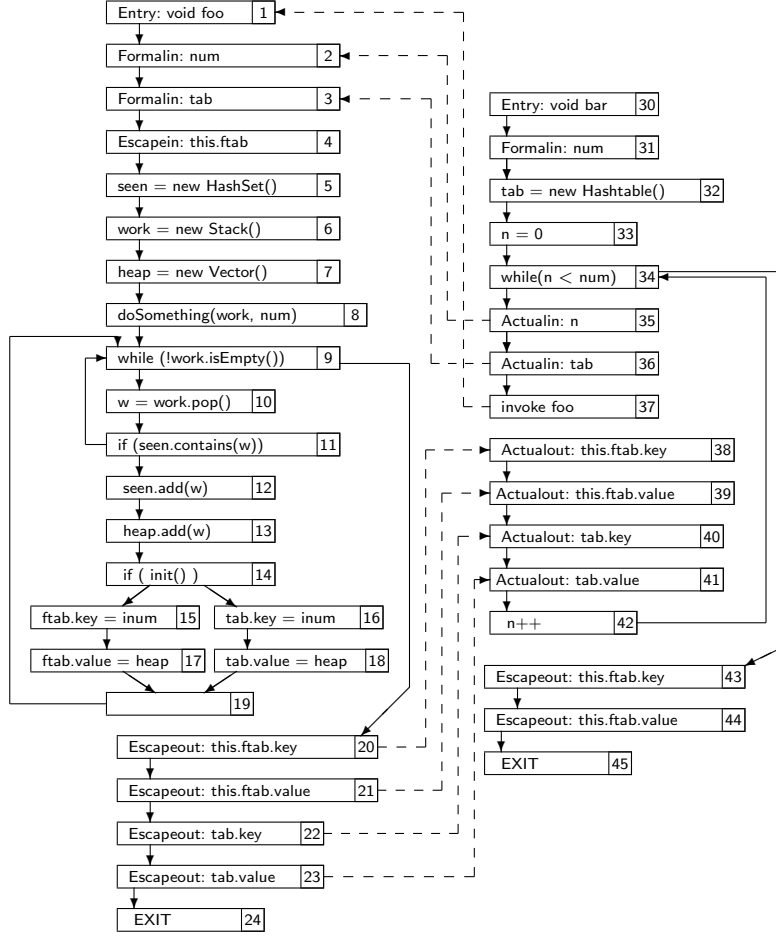 Entry: void foo 1
Formalin: num 2
Formalin: tab 3
Escapein: this.ftab 4
seen = new HashSet() 5
work = new Stack() 6
heap = new Vector() 7
doSomething(work, num) 8
while (!work.isEmpty()) 9
w = work.pop() 10
if (seen.contains(w)) 11
seen.add(w) 12
heap.add(w) 13
if ( init() ) 14
ftab.key = inum 15
tab.key = inum 16
ftab.value = heap 17
tab.value = heap 18
19
Escapeout: this.ftab.key 20
Escapeout: this.ftab.value 21
Escapeout: tab.key 22
Escapeout: tab.value 23
EXIT 24
Entry: void bar 30
Formalin: num 31
tab = new Hashtable() 32
n = 0 33
while(n < num) 34
Actualin: n 35
Actualin: tab 36
invoke foo 37
Actualout: this.ftab.key 38
Actualout: this.ftab.value 39
Actualout: tab.key 40
Actualout: tab.value 41
n++ 42
Escapeout: this.ftab.key 43
Escapeout: this.ftab.value 44
EXIT 45